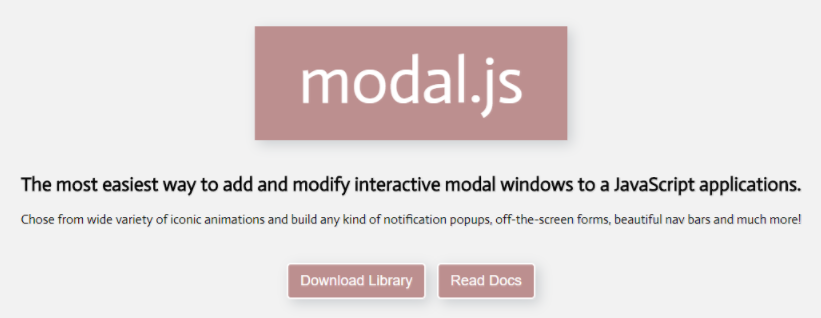 modal.js
The most easiest way to add and modify interactive modal windows to a JavaScript applications.
Chose from wide variety of iconic animations and build any kind of notification popups, off-the-screen forms, beautiful nav bars and much more!
Download Library
Read Docs